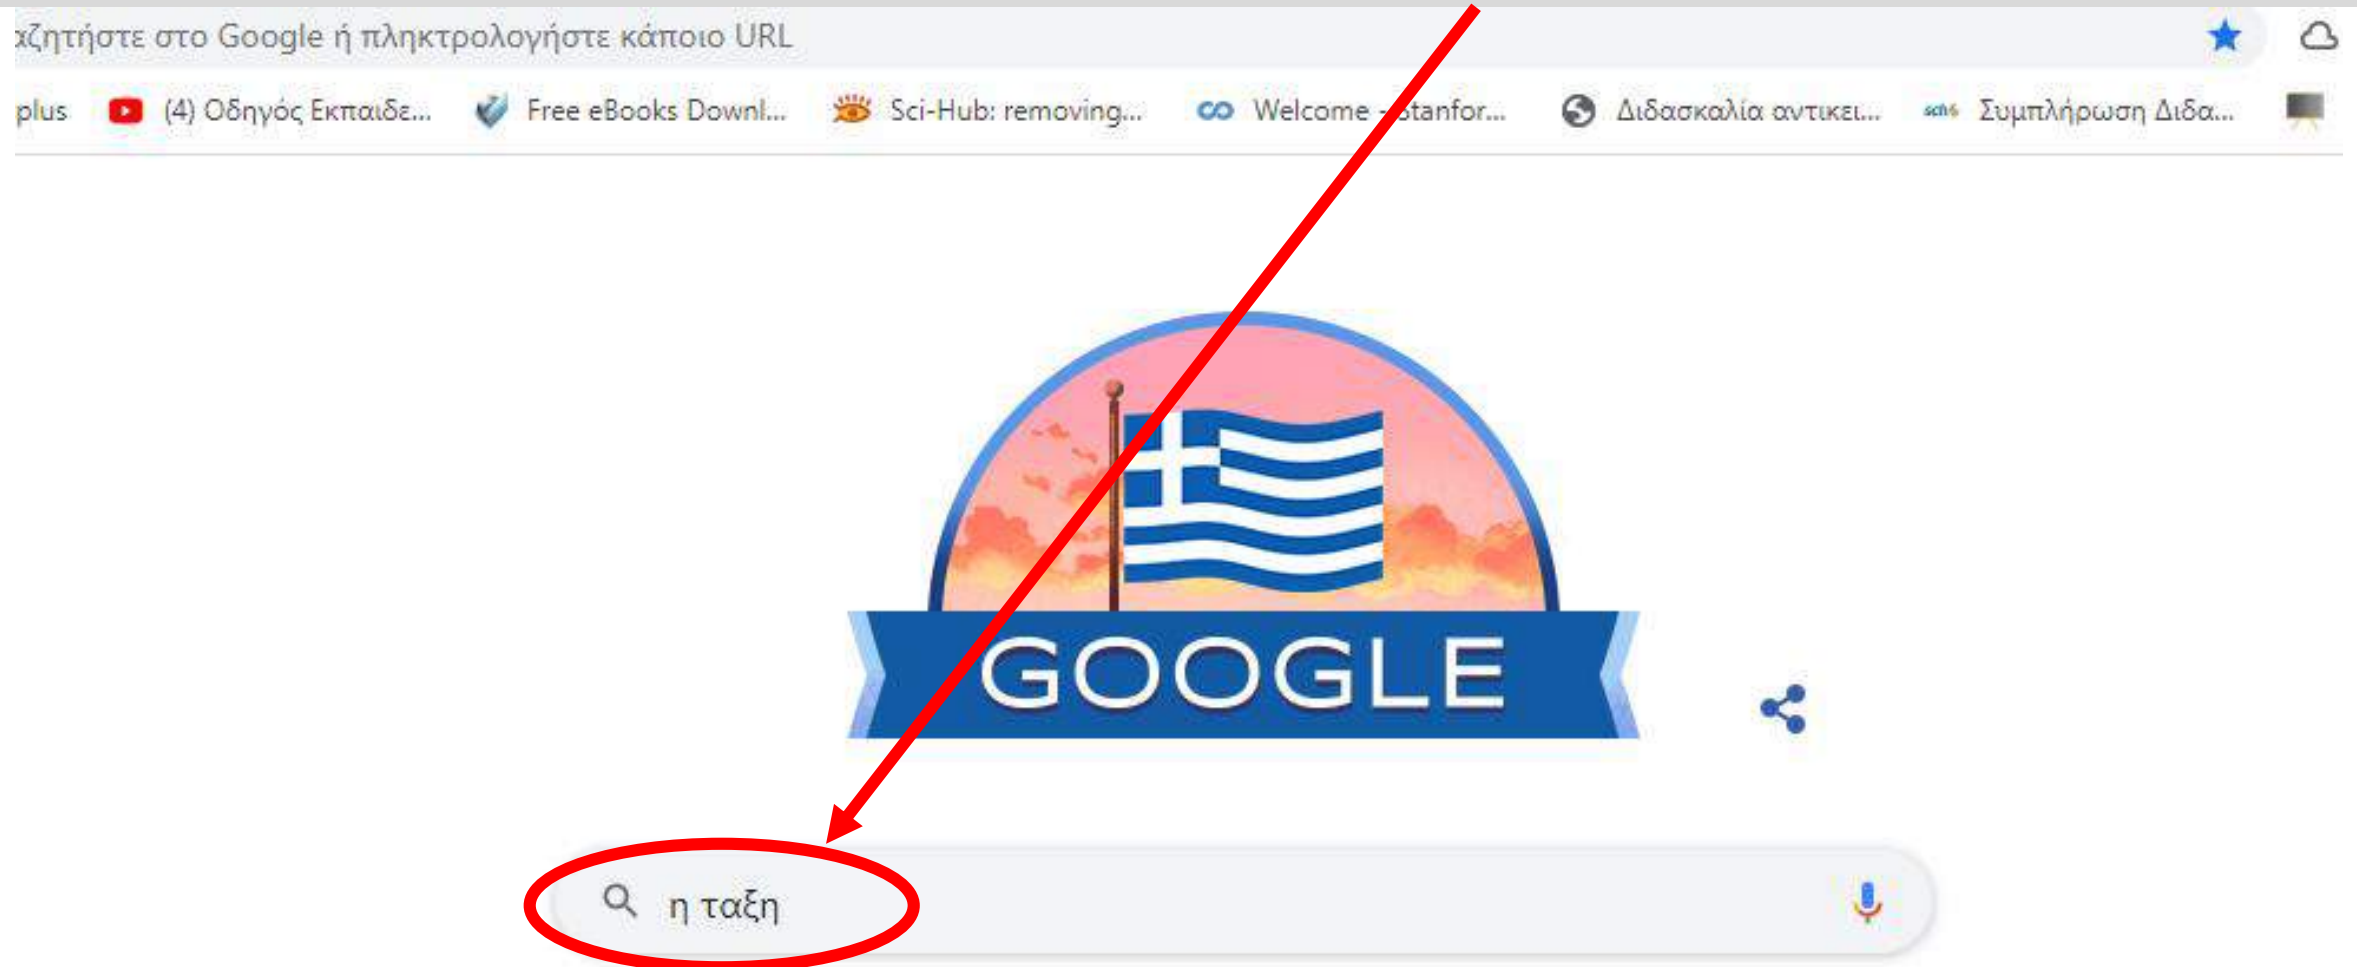 αζητήστε στο Google ή πληκτρολογήστε κάποιο URL
plus (4) Οδηγός Εκπαιδε... Free eBooks Downl... Sci-Hub: removing... Welcome - Stanfor... Διδασκαλία αντικει... sch Συμπλήρωση Διδα...
GOOGLE
η ταξη